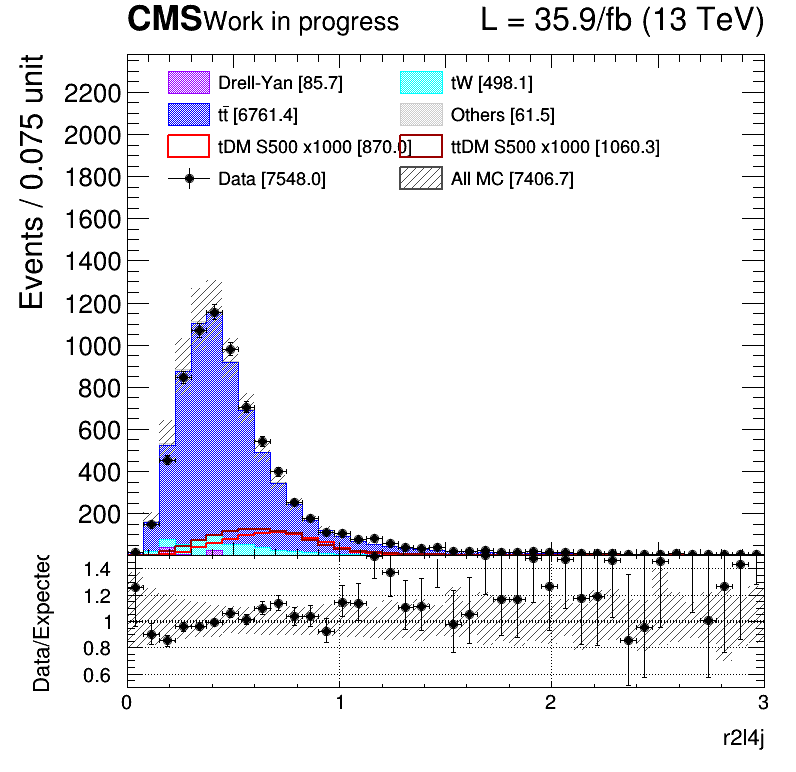 CMS Work in progress L = 35.9/fb (13 TeV)
Events / 0.075 unit
2200
2000
1800
1600
1400
1200
1000
800
600
400
200
Drell-Yan [85.7] tW [498.1]
tt̄ [6761.4] Others [61.5]
tDM S500 x1000 [870.0] ttDM S500 x1000 [1060.3]
Data [7548.0] All MC [7406.7]
Data/Expected
1.4
1.2
1
0.8
0.6
0 1 2 3
r2l4j